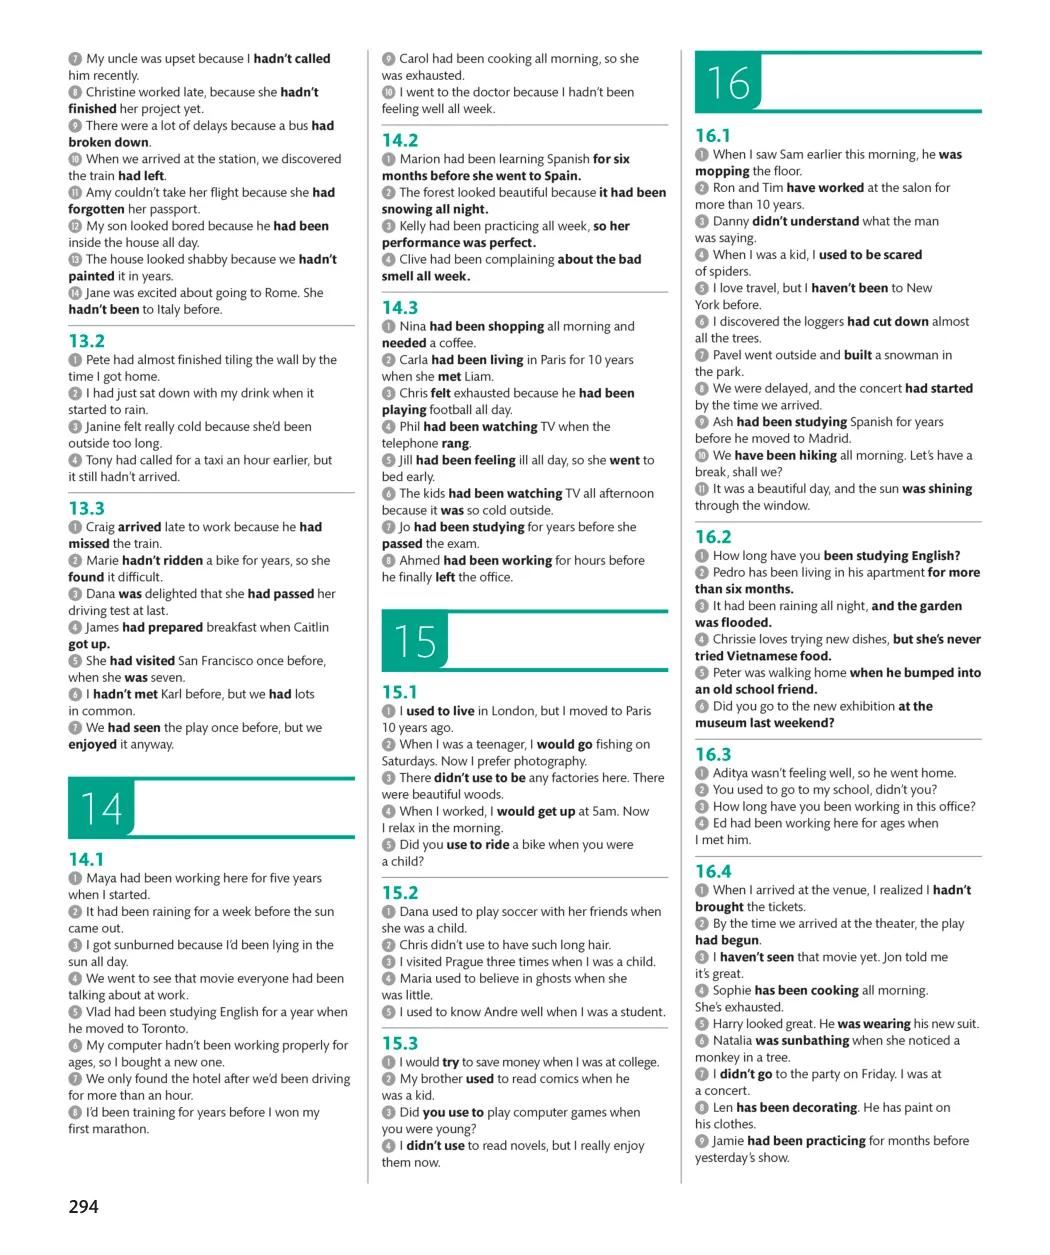 7 My uncle was upset because I hadn’t called
him recently.
8 Christine worked late, because she hadn’t
finished her project yet.
9 There were a lot of delays because a bus had
broken down.
10 When we arrived at the station, we discovered
the train had left.
11 Amy couldn’t take her flight because she had
forgotten her passport.
12 My son looked bored because he had been
inside the house all day.
13 The house looked shabby because we hadn’t
painted it in years.
14 Jane was excited about going to Rome. She
hadn’t been to Italy before.
13.2
1 Pete had almost finished tiling the wall by the
time I got home.
2 I had just sat down with my drink when it
started to rain.
3 Janine felt really cold because she’d been
outside too long.
4 Tony had called for a taxi an hour earlier, but
it still hadn’t arrived.
13.3
1 Craig arrived late to work because he had
missed the train.
2 Marie hadn’t ridden a bike for years, so she
found it difficult.
3 Dana was delighted that she had passed her
driving test at last.
4 James had prepared breakfast when Caitlin
got up.
5 She had visited San Francisco once before,
when she was seven.
6 I hadn’t met Karl before, but we had lots
in common.
7 We had seen the play once before, but we
enjoyed it anyway.
14
14.1
1 Maya had been working here for five years
when I started.
2 It had been raining for a week before the sun
came out.
3 I got sunburned because I’d been lying in the
sun all day.
4 We went to see that movie everyone had been
talking about at work.
5 Vlad had been studying English for a year when
he moved to Toronto.
6 My computer hadn’t been working properly for
ages, so I bought a new one.
7 We only found the hotel after we’d been driving
for more than an hour.
8 I’d been training for years before I won my
first marathon.
9 Carol had been cooking all morning, so she
was exhausted.
10 I went to the doctor because I hadn’t been
feeling well all week.
14.2
1 Marion had been learning Spanish for six
months before she went to Spain.
2 The forest looked beautiful because it had been
snowing all night.
3 Kelly had been practicing all week, so her
performance was perfect.
4 Clive had been complaining about the bad
smell all week.
14.3
1 Nina had been shopping all morning and
needed a coffee.
2 Carla had been living in Paris for 10 years
when she met Liam.
3 Chris felt exhausted because he had been
playing football all day.
4 Phil had been watching TV when the
telephone rang.
5 Jill had been feeling ill all day, so she went to
bed early.
6 The kids had been watching TV all afternoon
because it was so cold outside.
7 Jo had been studying for years before she
passed the exam.
8 Ahmed had been working for hours before
he finally left the office.
15
15.1
1 I used to live in London, but I moved to Paris
10 years ago.
2 When I was a teenager, I would go fishing on
Saturdays. Now I prefer photography.
3 There didn’t use to be any factories here. There
were beautiful woods.
4 When I worked, I would get up at 5am. Now
I relax in the morning.
5 Did you use to ride a bike when you were
a child?
15.2
1 Dana used to play soccer with her friends when
she was a child.
2 Chris didn’t use to have such long hair.
3 I visited Prague three times when I was a child.
4 Maria used to believe in ghosts when she
was little.
5 I used to know Andre well when I was a student.
15.3
1 I would try to save money when I was at college.
2 My brother used to read comics when he
was a kid.
3 Did you use to play computer games when
you were young?
4 I didn’t use to read novels, but I really enjoy
them now.
16
16.1
1 When I saw Sam earlier this morning, he was
mopping the floor.
2 Ron and Tim have worked at the salon for
more than 10 years.
3 Danny didn’t understand what the man
was saying.
4 When I was a kid, I used to be scared
of spiders.
5 I love travel, but I haven’t been to New
York before.
6 I discovered the loggers had cut down almost
all the trees.
7 Pavel went outside and built a snowman in
the park.
8 We were delayed, and the concert had started
by the time we arrived.
9 Ash had been studying Spanish for years
before he moved to Madrid.
10 We have been hiking all morning. Let’s have a
break, shall we?
11 It was a beautiful day, and the sun was shining
through the window.
16.2
1 How long have you been studying English?
2 Pedro has been living in his apartment for more
than six months.
3 It had been raining all night, and the garden
was flooded.
4 Chrissie loves trying new dishes, but she’s never
tried Vietnamese food.
5 Peter was walking home when he bumped into
an old school friend.
6 Did you go to the new exhibition at the
museum last weekend?
16.3
1 Aditya wasn’t feeling well, so he went home.
2 You used to go to my school, didn’t you?
3 How long have you been working in this office?
4 Ed had been working here for ages when
I met him.
16.4
1 When I arrived at the venue, I realized I hadn’t
brought the tickets.
2 By the time we arrived at the theater, the play
had begun.
3 I haven’t seen that movie yet. Jon told me
it’s great.
4 Sophie has been cooking all morning.
She’s exhausted.
5 Harry looked great. He was wearing his new suit.
6 Natalia was sunbathing when she noticed a
monkey in a tree.
7 I didn’t go to the party on Friday. I was at
a concert.
8 Len has been decorating. He has paint on
his clothes.
9 Jamie had been practicing for months before
yesterday’s show.
294